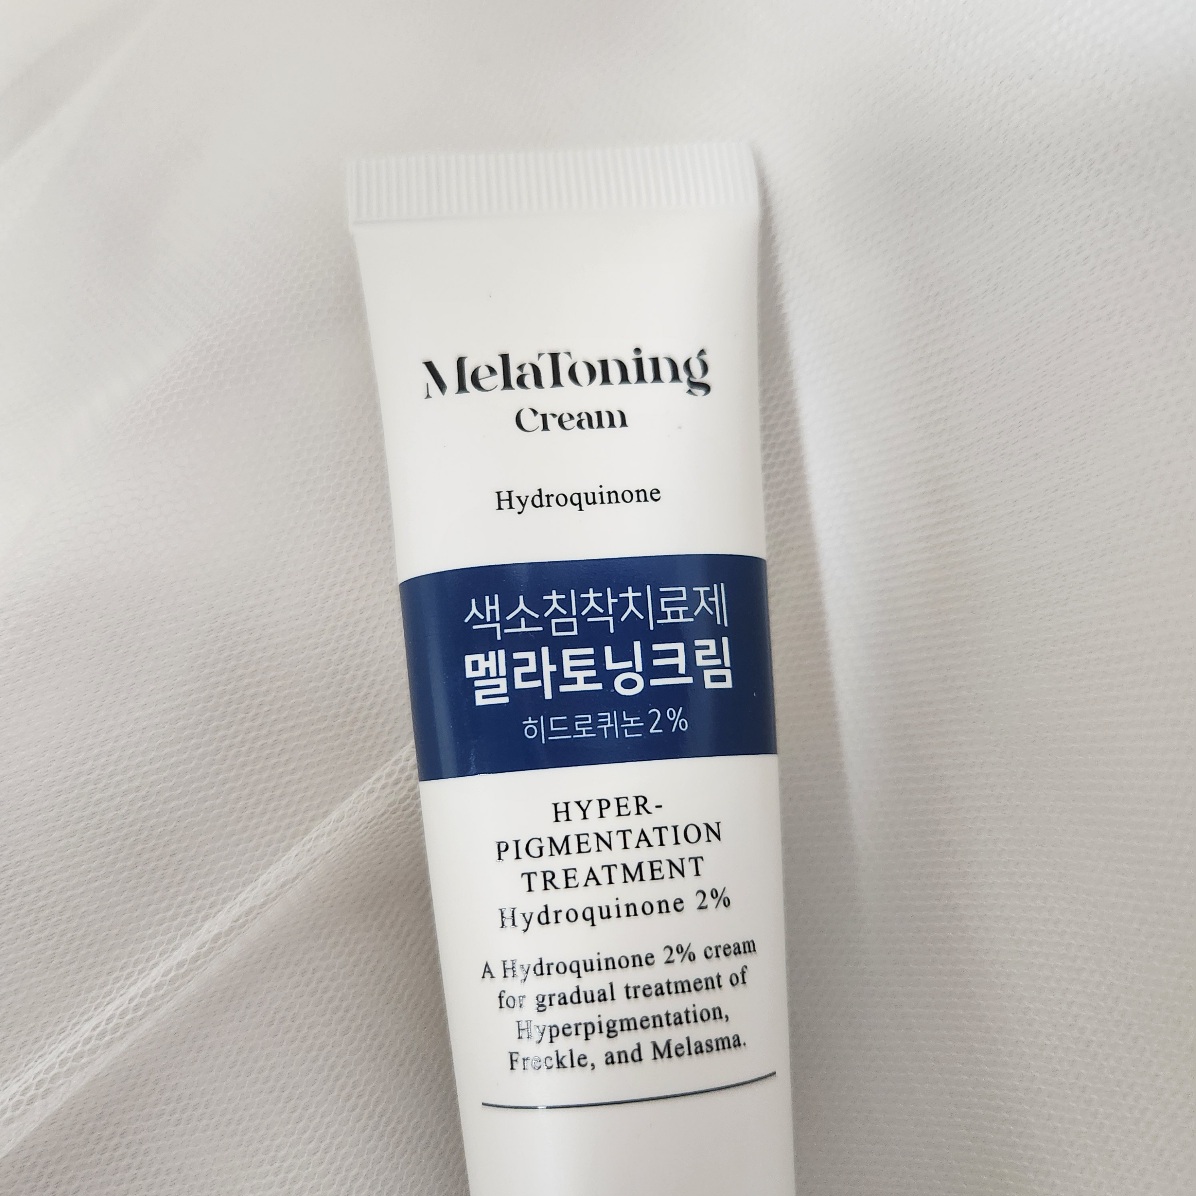 MelaToning
Cream
Hydroquinone
색소침착치료제
멜라토닝크림
히드로퀴논 2%
HYPER-
PIGMENTATION
TREATMENT
Hydroquinone 2%
A Hydroquinone 2% cream
for gradual treatment of
Hyperpigmentation,
Freckle, and Melasma.